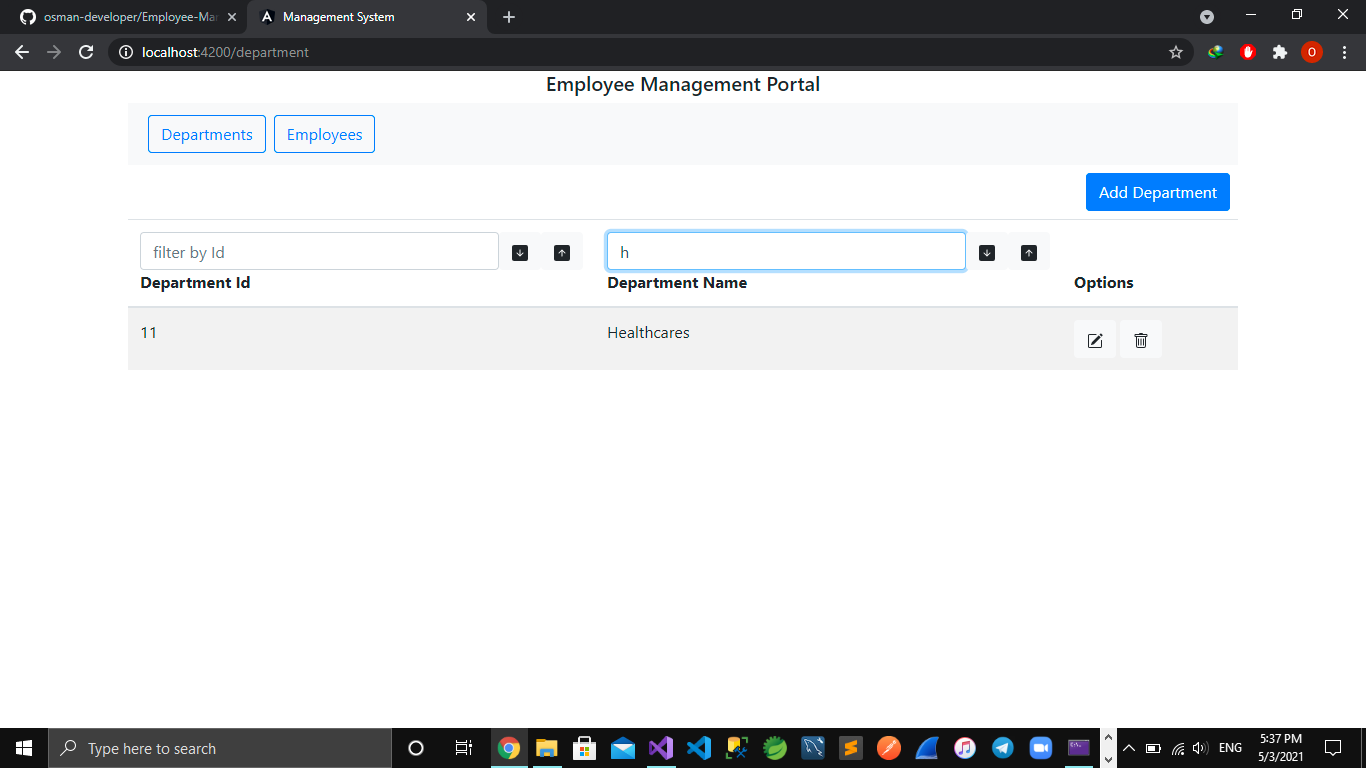 osman-developer/Employee-Mar
Management System
localhost:4200/department
O
Employee Management Portal
Departments
Employees
Add Department
filter by Id
h
Department Id
Department Name
Options
11
Healthcares
Type here to search
ENG
5:37 PM
5/3/2021